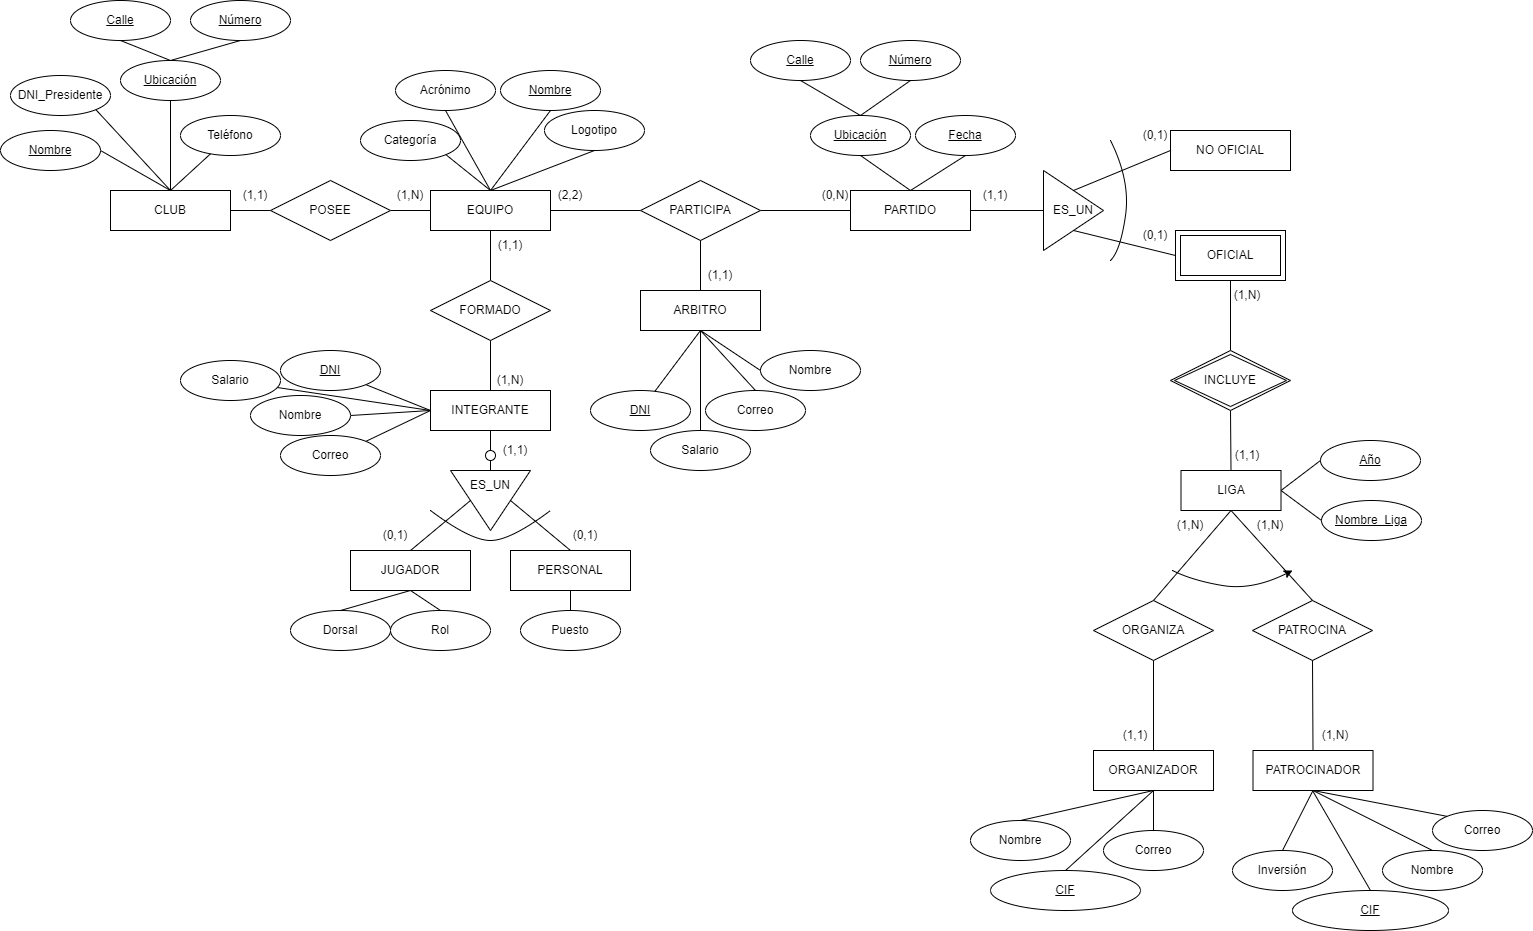 Calle
Número
Ubicación
DNI_Presidente
Nombre
Teléfono
CLUB
(1,1)
POSEE
(1,N)
Acrónimo
Nombre
Categoría
Logotipo
EQUIPO
(2,2)
PARTICIPA
(0,N)
Calle
Número
Ubicación
Fecha
PARTIDO
(1,1)
ES_UN
(0,1)
NO OFICIAL
(0,1)
OFICIAL
(1,N)
INCLUYE
(1,1)
LIGA
Año
Nombre_Liga
(1,N)
(1,N)
ORGANIZA
PATROCINA
(1,1)
(1,N)
ORGANIZADOR
PATROCINADOR
Nombre
Correo
CIF
Inversión
Nombre
Correo
CIF
(1,1)
FORMADO
(1,N)
INTEGRANTE
Salario
DNI
Nombre
Correo
(1,1)
ES_UN
(0,1)
(0,1)
JUGADOR
PERSONAL
Dorsal
Rol
Puesto
(1,1)
ARBITRO
Nombre
DNI
Correo
Salario